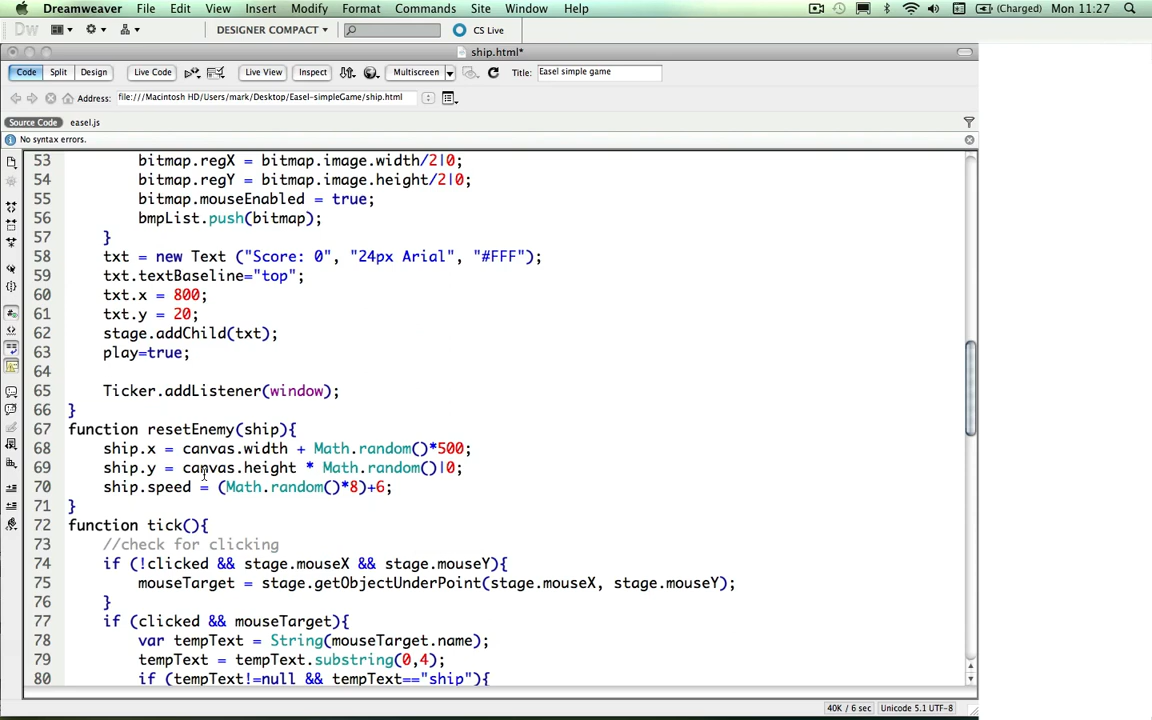 Dreamweaver File Edit View Insert Modify Format Commands Site Window Help (Charged) Mon 11:27
Dw DESIGNER COMPACT CS Live
ship.html*
Code Split Design Live Code Live View Inspect Multiscreen Title: Easel simple game
Address: file:///Macintosh HD/Users/mark/Desktop/Easel-simpleGame/ship.html
Source Code easel.js
No syntax errors.
53 bitmap.regX = bitmap.image.width/2|0;
54 bitmap.regY = bitmap.image.height/2|0;
55 bitmap.mouseEnabled = true;
56 bmpList.push(bitmap);
57 }
58 txt = new Text ("Score: 0", "24px Arial", "#FFF");
59 txt.textBaseline="top";
60 txt.x = 800;
61 txt.y = 20;
62 stage.addChild(txt);
63 play=true;
64
65 Ticker.addListener(window);
66 }
67 function resetEnemy(ship){
68 ship.x = canvas.width + Math.random()*500;
69 ship.y = canvas.height * Math.random()|0;
70 ship.speed = (Math.random()*8)+6;
71 }
72 function tick(){
73 //check for clicking
74 if (!clicked && stage.mouseX && stage.mouseY){
75 mouseTarget = stage.getObjectUnderPoint(stage.mouseX, stage.mouseY);
76 }
77 if (clicked && mouseTarget){
78 var tempText = String(mouseTarget.name);
79 tempText = tempText.substring(0,4);
80 if (tempText!=null && tempText=="ship"){
40K / 6 sec Unicode 5.1 UTF-8